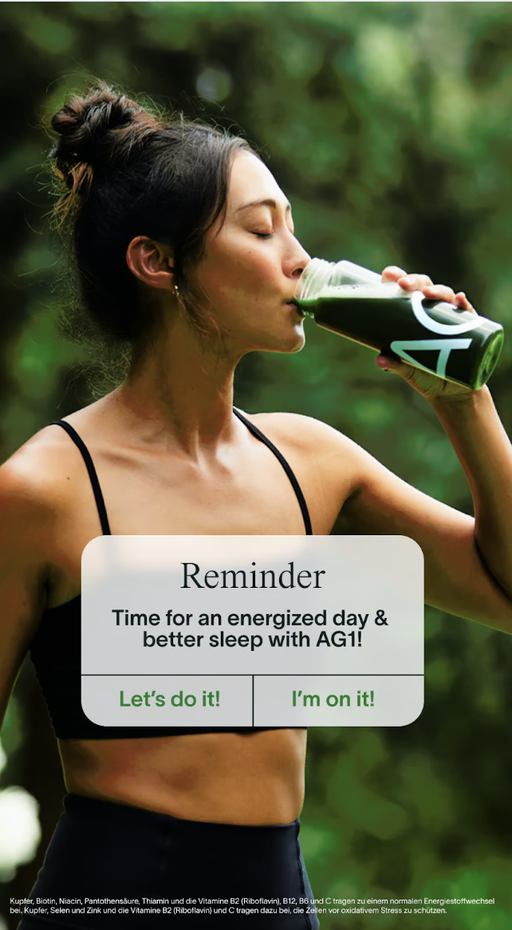 AG
Reminder
Time for an energized day &
better sleep with AG1!
Let's do it!
I'm on it!
Kupfer, Biotin, Niacin, Pantothensäure, Thiamin und die Vitamine B2 (Riboflavin), B12, B6 und C tragen zu einem normalen Energiestoffwechsel
bei. Kupfer, Selen und Zink und die Vitamine B2 (Riboflavin) und C tragen dazu bei, die Zellen vor oxidativem Stress zu schützen.